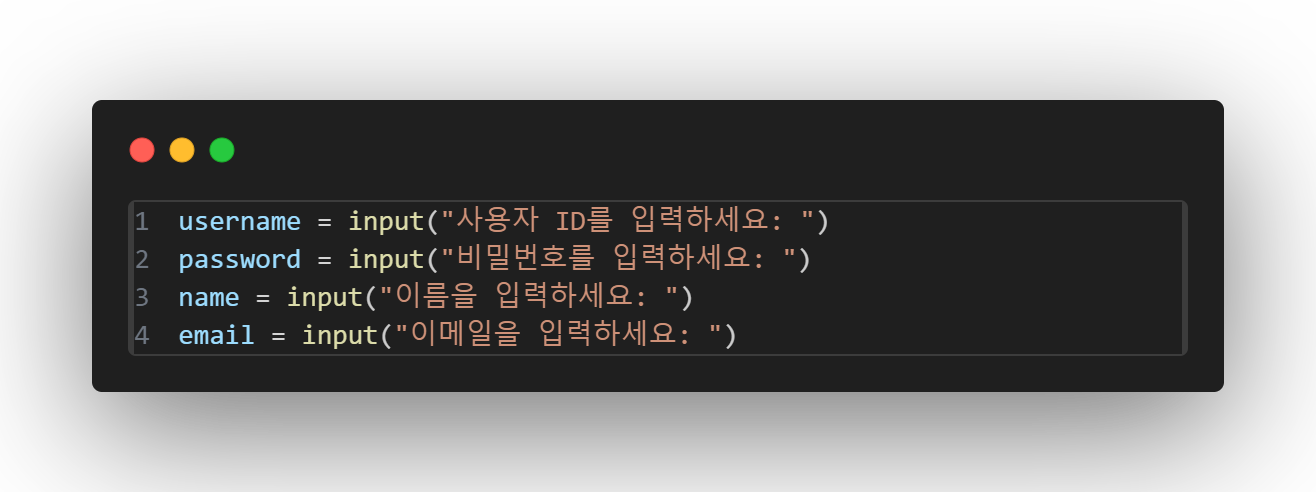 1 username = input("사용자 ID를 입력하세요: ")
2 password = input("비밀번호를 입력하세요: ")
3 name = input("이름을 입력하세요: ")
4 email = input("이메일을 입력하세요: ")